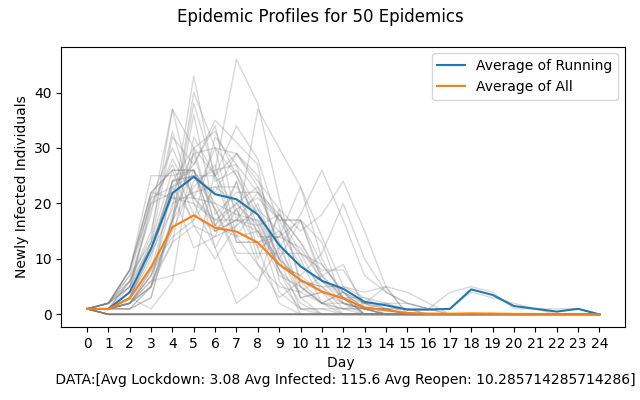 Epidemic Profiles for 50 Epidemics
Average of Running
Average of All
Newly Infected Individuals
40
30
20
10
0
0 1 2 3 4 5 6 7 8 9 10 11 12 13 14 15 16 17 18 19 20 21 22 23 24
Day
DATA:[Avg Lockdown: 3.08 Avg Infected: 115.6 Avg Reopen: 10.285714285714286]